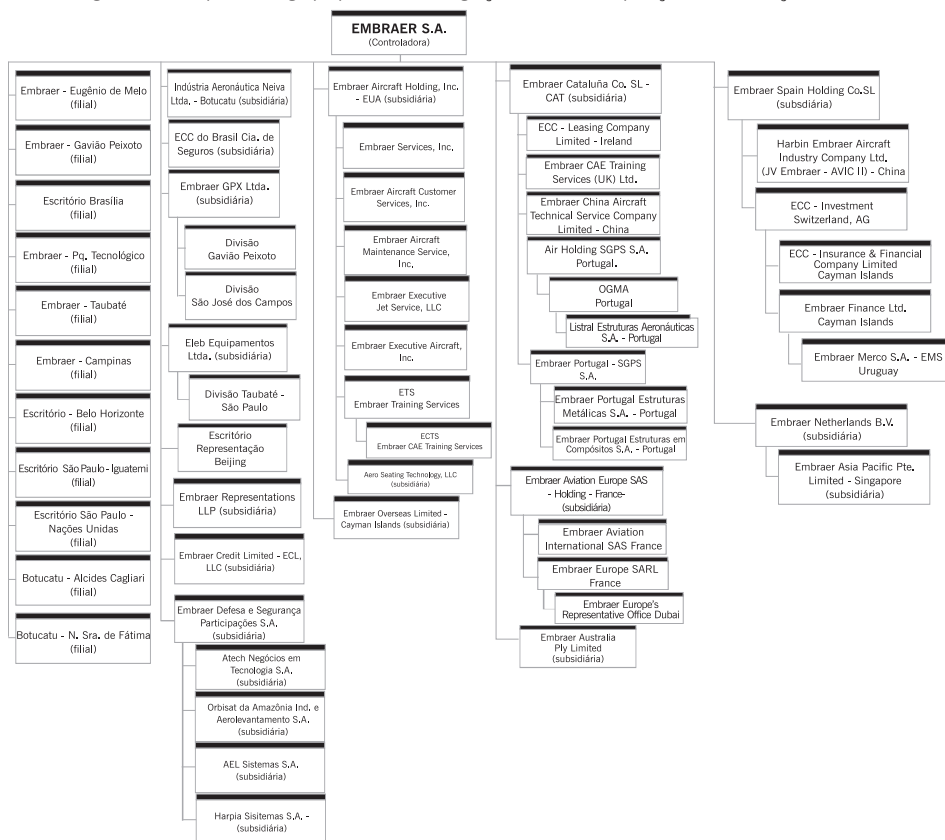 EMBRAER S.A.
(Controladora)
Embraer - Eugênio de Melo
(filial)
Embraer - Gavião Peixoto
(filial)
Escritório Brasília
(filial)
Embraer - Pq. Tecnológico
(filial)
Embraer - Taubaté
(filial)
Embraer - Campinas
(filial)
Escritório - Belo Horizonte
(filial)
Escritório São Paulo - Iguatemi
(filial)
Escritório São Paulo -
Nações Unidas
(filial)
Botucatu - Alcides Cagliari
(filial)
Botucatu - N. Sra. de Fátima
(filial)
Indústria Aeronáutica Neiva
Ltda. - Botucatu (subsidiária)
ECC do Brasil Cia. de
Seguros (subsidiária)
Embraer GPX Ltda.
(subsidiária)
Divisão
Gavião Peixoto
Divisão
São José dos Campos
Eleb Equipamentos
Ltda. (subsidiária)
Divisão Taubaté -
São Paulo
Escritório
Representação
Beijing
Embraer Representations
LLP (subsidiária)
Embraer Credit Limited - ECL,
LLC (subsidiária)
Embraer Defesa e Segurança
Participações S.A.
(subsidiária)
Atech Negócios em
Tecnologia S.A.
(subsidiária)
Orbisat da Amazônia Ind. e
Aerolevantamento S.A.
(subsidiária)
AEL Sistemas S.A.
(subsidiária)
Harpia Sisitemas S.A. -
(subsidiária)
Embraer Aircraft Holding, Inc.
- EUA (subsidiária)
Embraer Services, Inc.
Embraer Aircraft Customer
Services, Inc.
Embraer Aircraft
Maintenance Service,
Inc.
Embraer Executive
Jet Service, LLC
Embraer Executive Aircraft,
Inc.
ETS
Embraer Training Services
ECTS
Embraer CAE Training Services
Aero Seating Technology, LLC
(subsidiária)
Embraer Overseas Limited -
Cayman Islands (subsidiária)
Embraer Cataluña Co. SL -
CAT (subsidiária)
ECC - Leasing Company
Limited - Ireland
Embraer CAE Training
Services (UK) Ltd.
Embraer China Aircraft
Technical Service Company
Limited - China
Air Holding SGPS S.A.
Portugal.
OGMA
Portugal
Listral Estruturas Aeronáuticas
S.A. - Portugal
Embraer Portugal - SGPS
S.A.
Embraer Portugal Estruturas
Metálicas S.A. - Portugal
Embraer Portugal Estruturas em
Compósitos S.A. - Portugal
Embraer Aviation Europe SAS
- Holding - France-
(subsidiária)
Embraer Aviation
International SAS France
Embraer Europe SARL
France
Embraer Europe's
Representative Office Dubai
Embraer Australia
Ply Limited
(subsidiária)
Embraer Spain Holding Co.SL
(subsdiária)
Harbin Embraer Aircraft
Industry Company Ltd.
(JV Embraer - AVIC II) - China
ECC - Investment
Switzerland, AG
ECC - Insurance & Financial
Company Limited
Cayman Islands
Embraer Finance Ltd.
Cayman Islands
Embraer Merco S.A. - EMS
Uruguay
Embraer Netherlands B.V.
(subsidiária)
Embraer Asia Pacific Pte.
Limited - Singapore
(subsidiária)